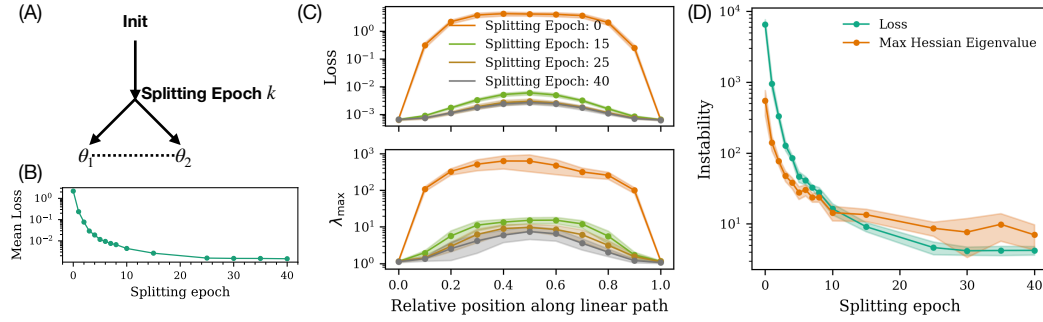 (A)
Init
Splitting Epoch k
θ1
θ2
(B)
Mean Loss
10^0
10^-1
10^-2
0 10 20 30 40
Splitting epoch
(C)
Loss
10^0
10^-1
10^-2
10^-3
Splitting Epoch: 0
Splitting Epoch: 15
Splitting Epoch: 25
Splitting Epoch: 40
λmax
10^3
10^2
10^1
10^0
0.0 0.2 0.4 0.6 0.8 1.0
Relative position along linear path
(D)
Instability
10^4
10^3
10^2
10^1
Loss
Max Hessian Eigenvalue
0 10 20 30 40
Splitting epoch